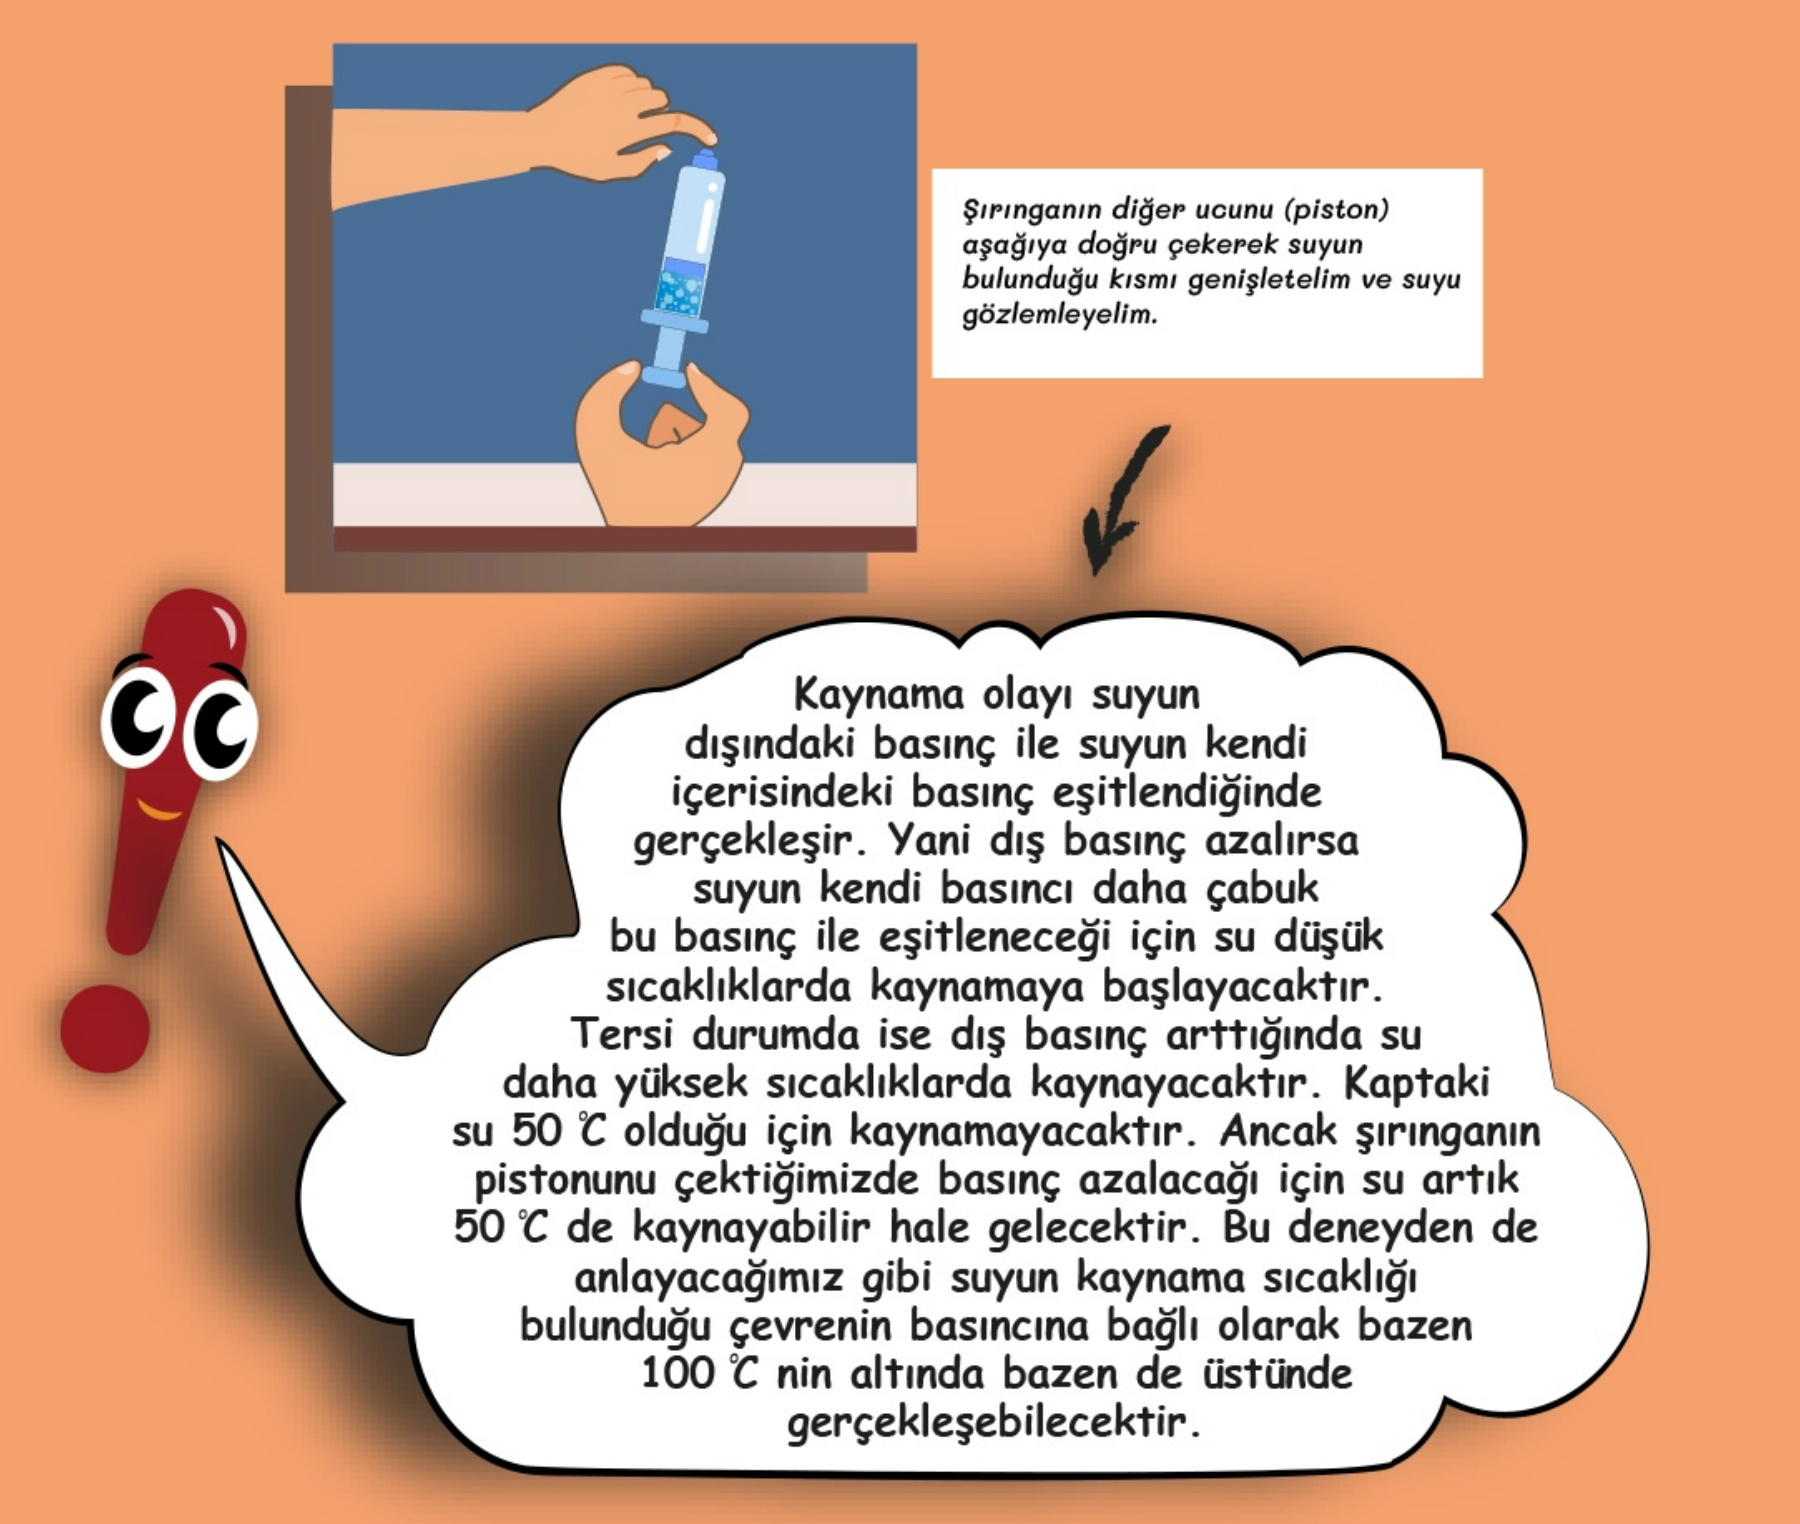 Şırınganın diğer ucunu (piston)
aşağıya doğru çekerek suyun
bulunduğu kısmı genişletelim ve suyu
gözlemleyelim.
Kaynama olayı suyun
dışındaki basınç ile suyun kendi
içerisindeki basınç eşitlendiğinde
gerçekleşir. Yani dış basınç azalırsa
suyun kendi basıncı daha çabuk
bu basınç ile eşitleneceği için su düşük
sıcaklıklarda kaynamaya başlayacaktır.
Tersi durumda ise dış basınç arttığında su
daha yüksek sıcaklıklarda kaynayacaktır. Kaptaki
su 50 °C olduğu için kaynamayacaktır. Ancak şırınganın
pistonunu çektiğimizde basınç azalacağı için su artık
50 °C de kaynayabilir hale gelecektir. Bu deneyden de
anlayacağımız gibi suyun kaynama sıcaklığı
bulunduğu çevrenin basıncına bağlı olarak bazen
100 °C nin altında bazen de üstünde
gerçekleşebilecektir.